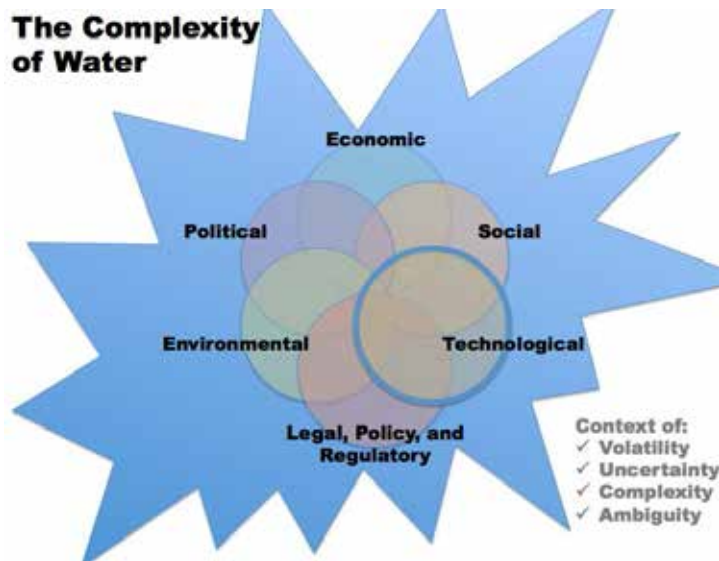 The Complexity
of Water
Economic
Political
Social
Environmental
Technological
Legal, Policy, and
Regulatory
Context of:
✓ Volatility
✓ Uncertainty
✓ Complexity
✓ Ambiguity